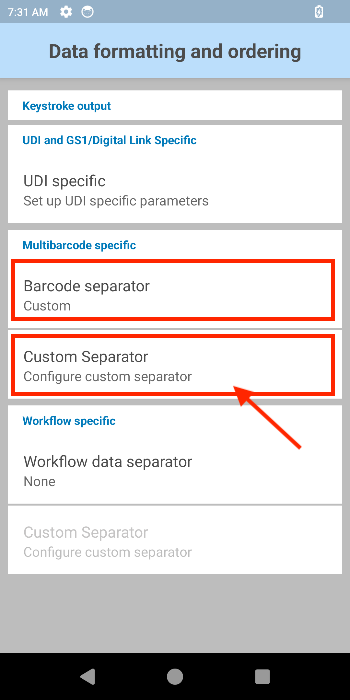 7:31 AM
Data formatting and ordering
Keystroke output
UDI and GS1/Digital Link Specific
UDI specific
Set up UDI specific parameters
Multibarcode specific
Barcode separator
Custom
Custom Separator
Configure custom separator
Workflow specific
Workflow data separator
None
Custom Separator
Configure custom separator